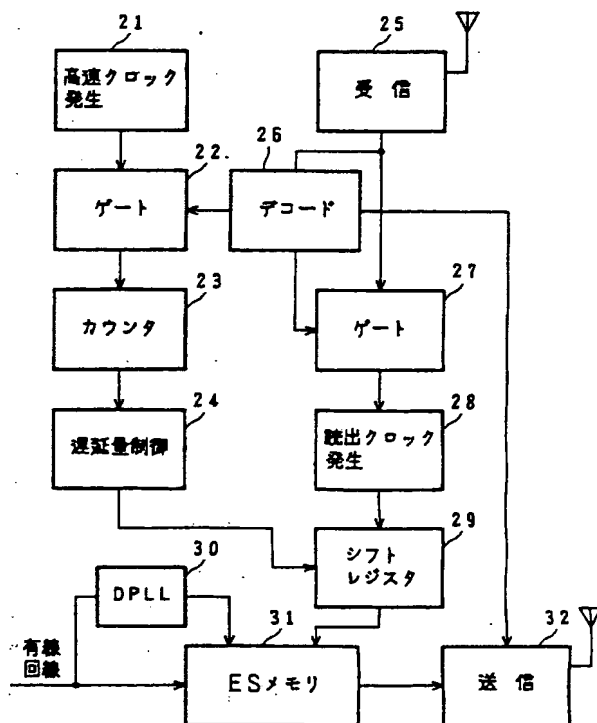 21
高速クロック
発生
25
受信
22
ゲート
26
デコード
23
カウンタ
27
ゲート
24
遅延量制御
28
読出クロック
発生
29
シフト
レジスタ
30
DPLL
有線
回線
31
ESメモリ
32
送信